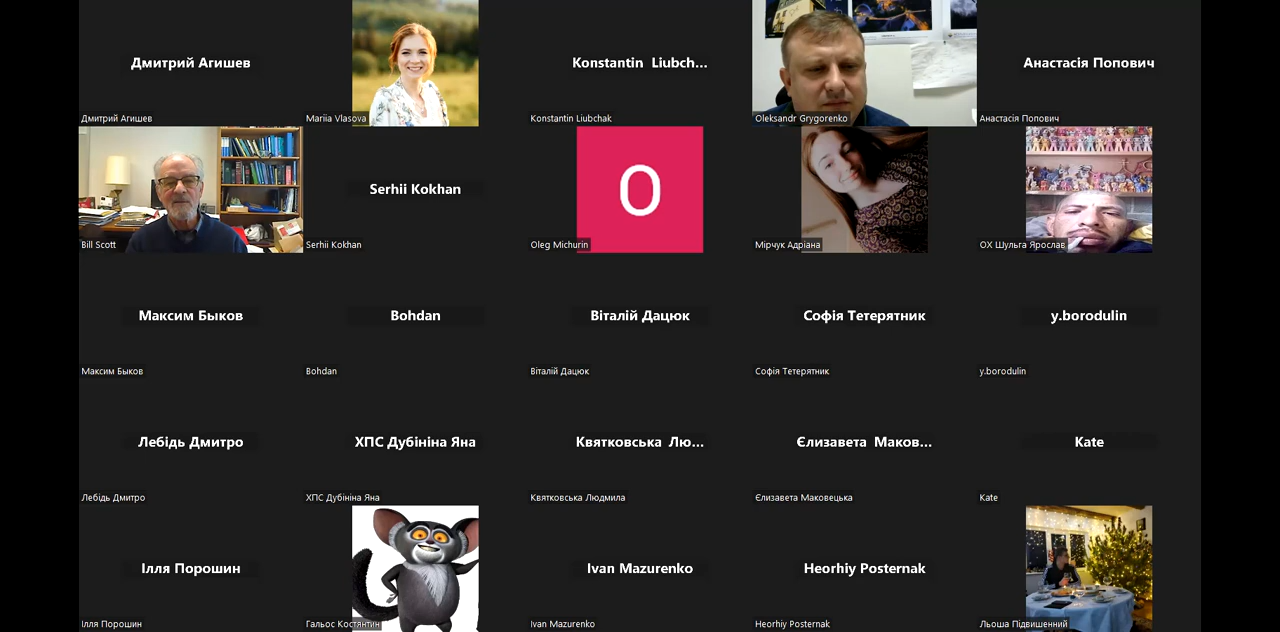 Дмитрий Агишев
Konstantin Liubch...
Анастасія Попович
Дмитрий Агишев
Mariia Vlasova
Konstantin Liubchak
Oleksandr Grygorenko
Анастасія Попович
Serhii Kokhan
O
Bill Scott
Serhii Kokhan
Oleg Michurin
Мірчук Адріана
ОХ Шульга Ярослав
Максим Быков
Bohdan
Віталій Дацюк
Софія Тетерятник
y.borodulin
Максим Быков
Bohdan
Віталій Дацюк
Софія Тетерятник
y.borodulin
Лебідь Дмитро
ХПС Дубініна Яна
Квятковська Лю...
Єлизавета Маков...
Kate
Лебідь Дмитро
ХПС Дубініна Яна
Квятковська Людмила
Єлизавета Маковецька
Kate
Ілля Порошин
Ivan Mazurenko
Heorhiy Posternak
Ілля Порошин
Гальос Костянтин
Ivan Mazurenko
Heorhiy Posternak
Льоша Підвишенний